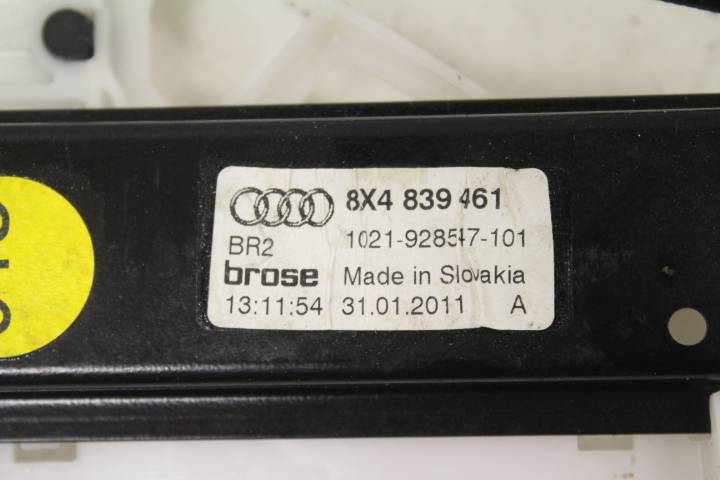 8X4 839 461
BR2 1021-928547-101
brose Made in Slovakia
13:11:54 31.01.2011 A